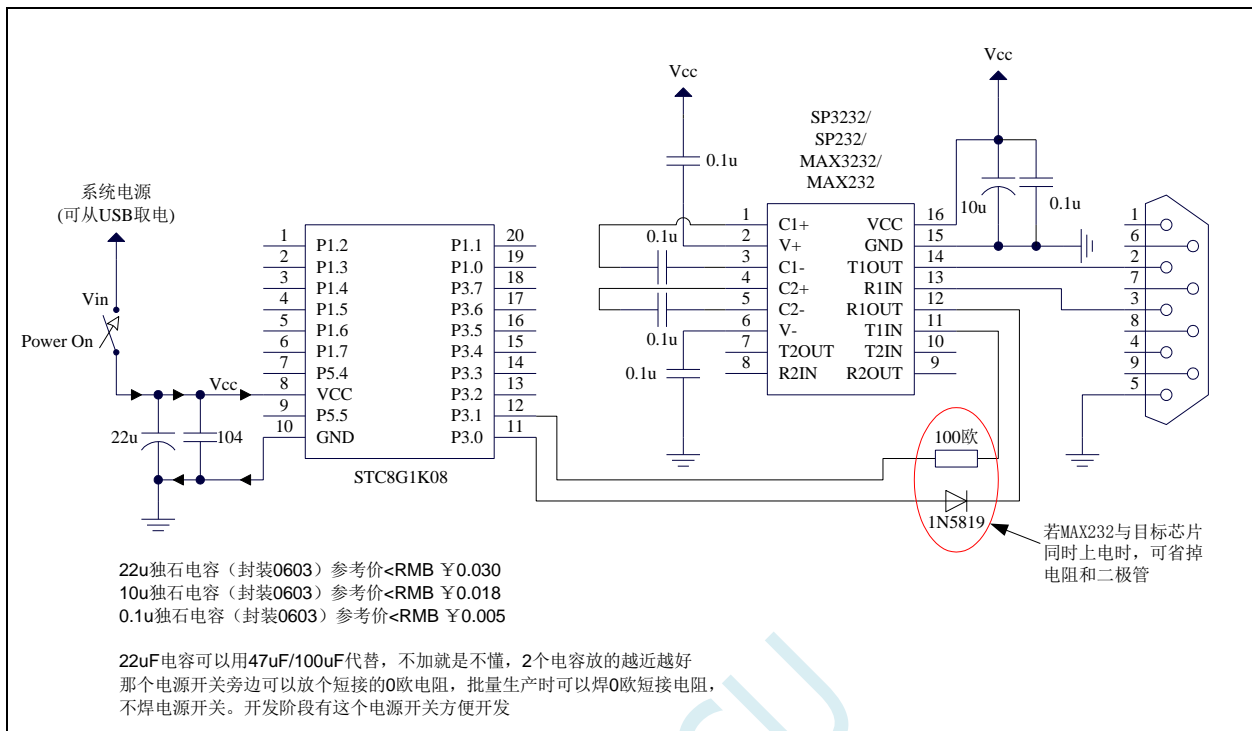 系统电源
(可从USB取电)
Vin
Power On
Vcc
22u
104
1
P1.2
2
P1.3
3
P1.4
4
P1.5
5
P1.6
6
P1.7
7
P5.4
8
VCC
9
P5.5
10
GND
P1.1
20
P1.0
19
P3.7
18
P3.6
17
P3.5
16
P3.4
15
P3.3
14
P3.2
13
P3.1
12
P3.0
11
STC8G1K08
Vcc
0.1u
0.1u
0.1u
0.1u
SP3232/
SP232/
MAX3232/
MAX232
1
C1+
2
V+
3
C1-
4
C2+
5
C2-
6
V-
7
T2OUT
8
R2IN
VCC
16
GND
15
T1OUT
14
R1IN
13
R1OUT
12
T1IN
11
T2IN
10
R2OUT
9
Vcc
10u
0.1u
1
6
2
7
3
8
4
9
5
100欧
1N5819
若MAX232与目标芯片
同时上电时，可省掉
电阻和二极管
22u独石电容（封装0603）参考价<RMB ￥0.030
10u独石电容（封装0603）参考价<RMB ￥0.018
0.1u独石电容（封装0603）参考价<RMB ￥0.005
22uF电容可以用47uF/100uF代替，不加就是不懂，2个电容放的越近越好
那个电源开关旁边可以放个短接的0欧电阻，批量生产时可以焊0欧短接电阻，
不焊电源开关。开发阶段有这个电源开关方便开发